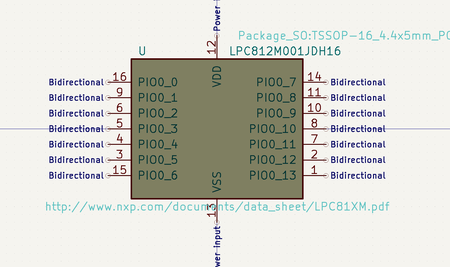 Power
Package_SO:TSSOP-16_4.4x5mm_P0
U
12
LPC812M001JDH16
VDD
Bidirectional 16 PIO0_0 PIO0_7 14 Bidirectional
Bidirectional 9 PIO0_1 PIO0_8 11 Bidirectional
Bidirectional 6 PIO0_2 PIO0_9 10 Bidirectional
Bidirectional 5 PIO0_3 PIO0_10 8 Bidirectional
Bidirectional 4 PIO0_4 PIO0_11 7 Bidirectional
Bidirectional 3 PIO0_5 PIO0_12 2 Bidirectional
Bidirectional 15 PIO0_6 PIO0_13 1 Bidirectional
VSS
http://www.nxp.com/documents/data_sheet/LPC81XM.pdf
13
wer input